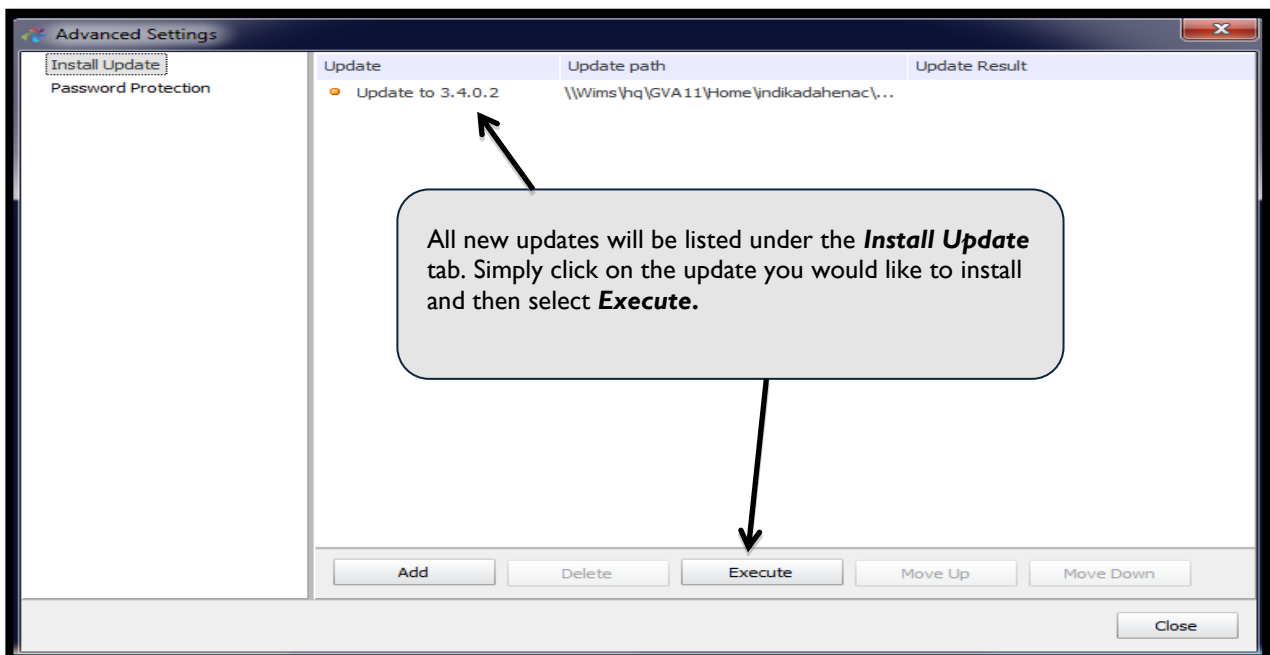 Advanced Settings
Install Update
Password Protection
Update Update path Update Result
Update to 3.4.0.2 \\Wims\hq\GVA11\Home\indikadahenac\...
All new updates will be listed under the Install Update
tab. Simply click on the update you would like to install
and then select Execute.
Add Delete Execute Move Up Move Down
Close